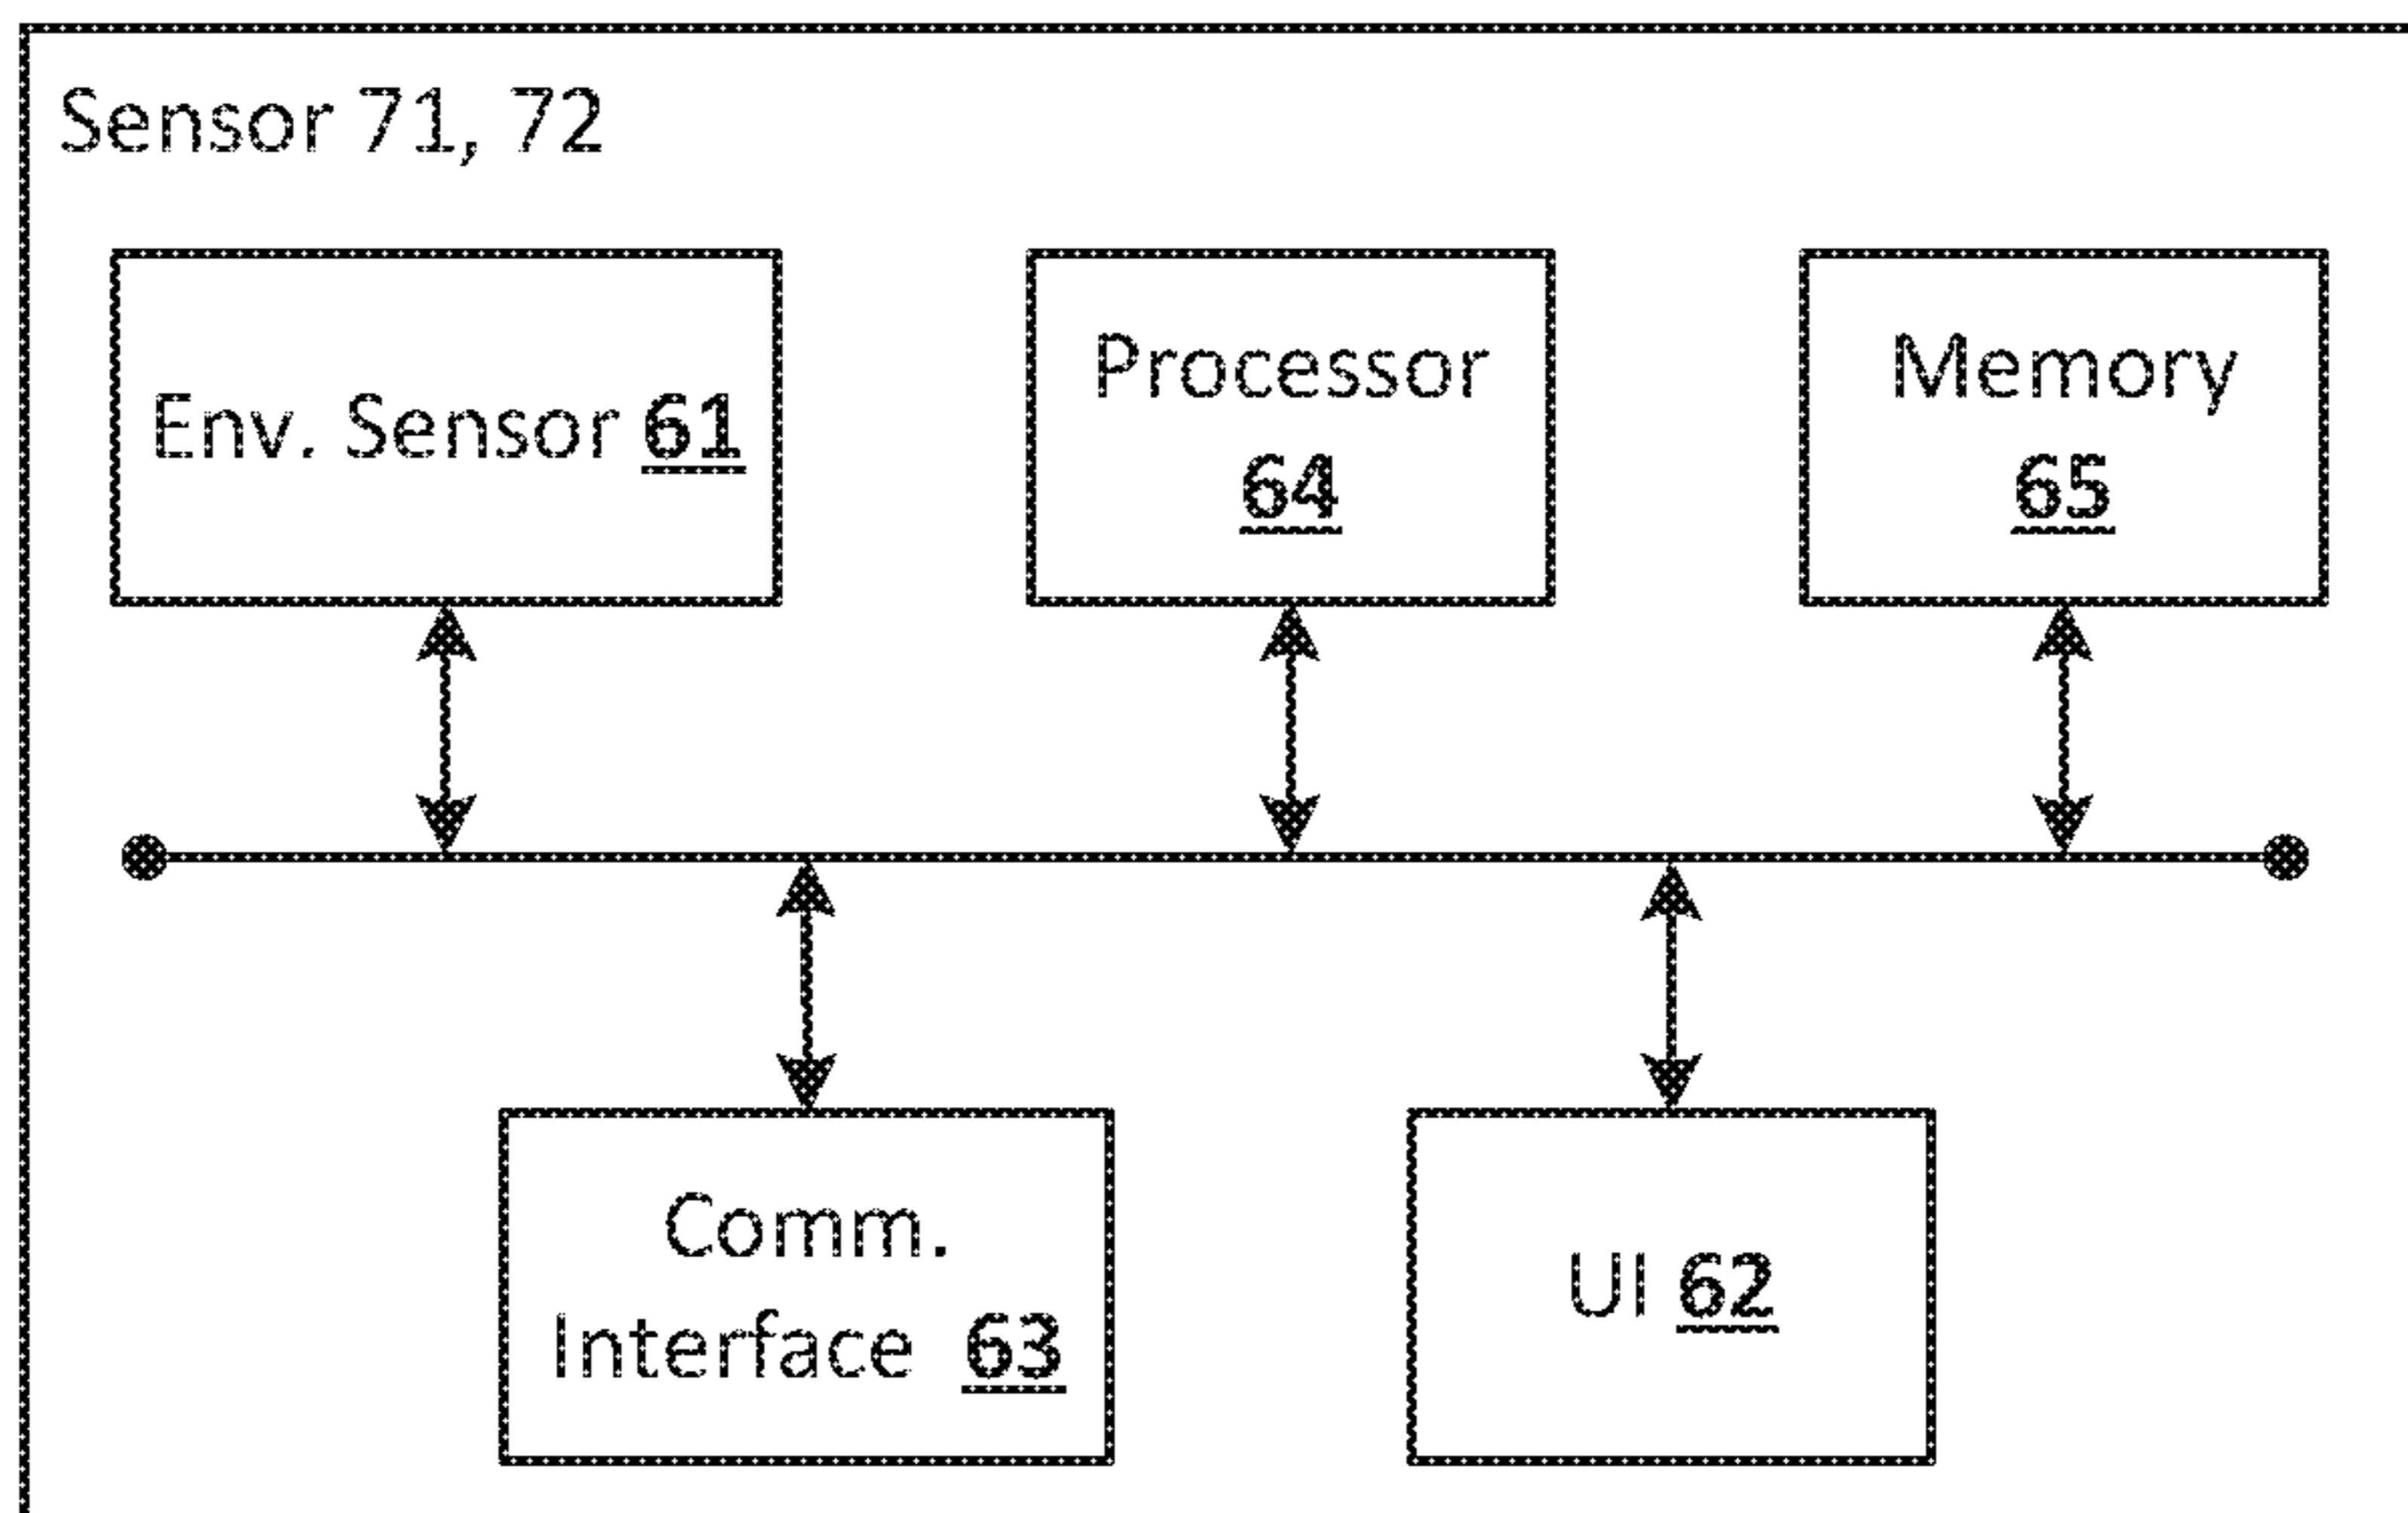 Sensor 71, 72
Env. Sensor 61
Processor
64
Memory
65
Comm.
Interface 63
UI 62